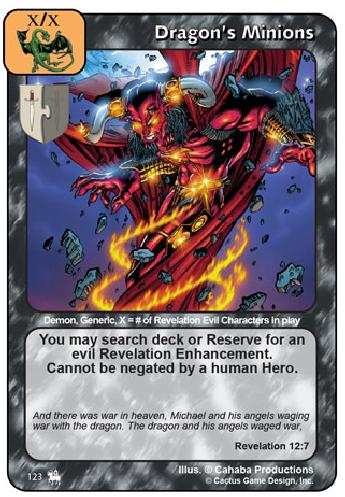 X/X
Dragon's Minions
Demon, Generic, X = # of Revelation Evil Characters in play
You may search deck or Reserve for an
evil Revelation Enhancement.
Cannot be negated by a human Hero.
And there was war in heaven, Michael and his angels waging
war with the dragon. The dragon and his angels waged war,
Revelation 12:7
123
Illus. © Cahaba Productions
© Cactus Game Design, Inc.